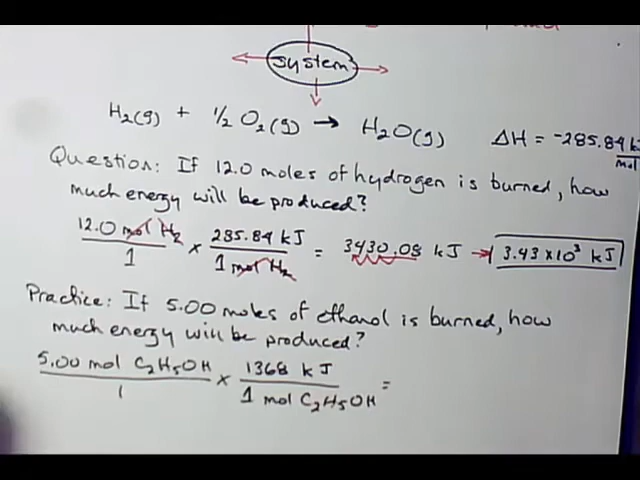 system
H₂(g) + ½ O₂(g) → H₂O(g) ΔH = -285.84 k
mol
Question: If 12.0 moles of hydrogen is burned, how
much energy will be produced?
12.0 mol H₂ / 1 × 285.84 kJ / 1 mol H₂ = 3430.08 kJ → 3.43×10³ kJ
Practice: If 5.00 moles of ethanol is burned, how
much energy will be produced?
5.00 mol C₂H₅OH / 1 × 1368 kJ / 1 mol C₂H₅OH =